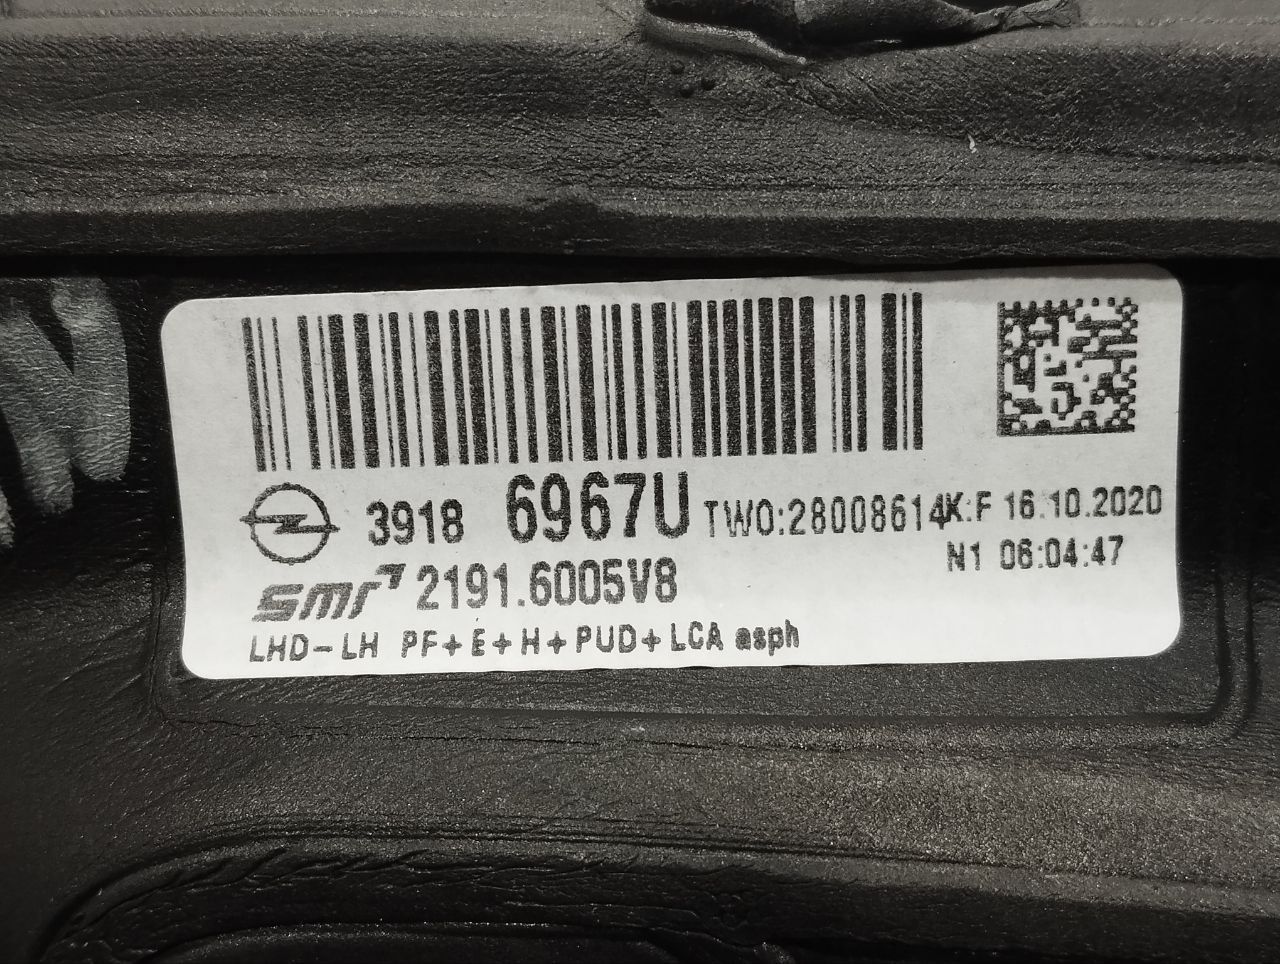 3918 6967U TWO:28008614 K:F 16.10.2020
N1 06:04:47
smr 2191.6005V8
LHD-LH PF+E+H+PUD+LCA asph